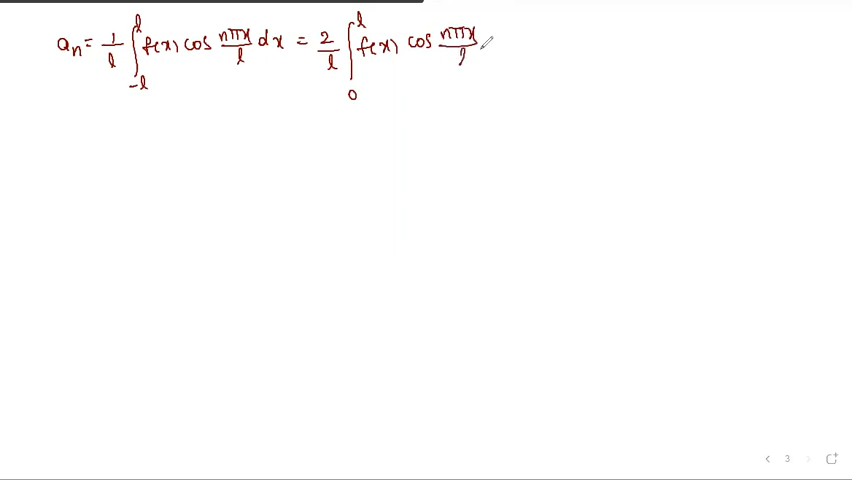 aₙ = 1/l ∫₋ₗˡ f(x) cos nπx/l dx = 2/l ∫₀ˡ f(x) cos nπx/l
3